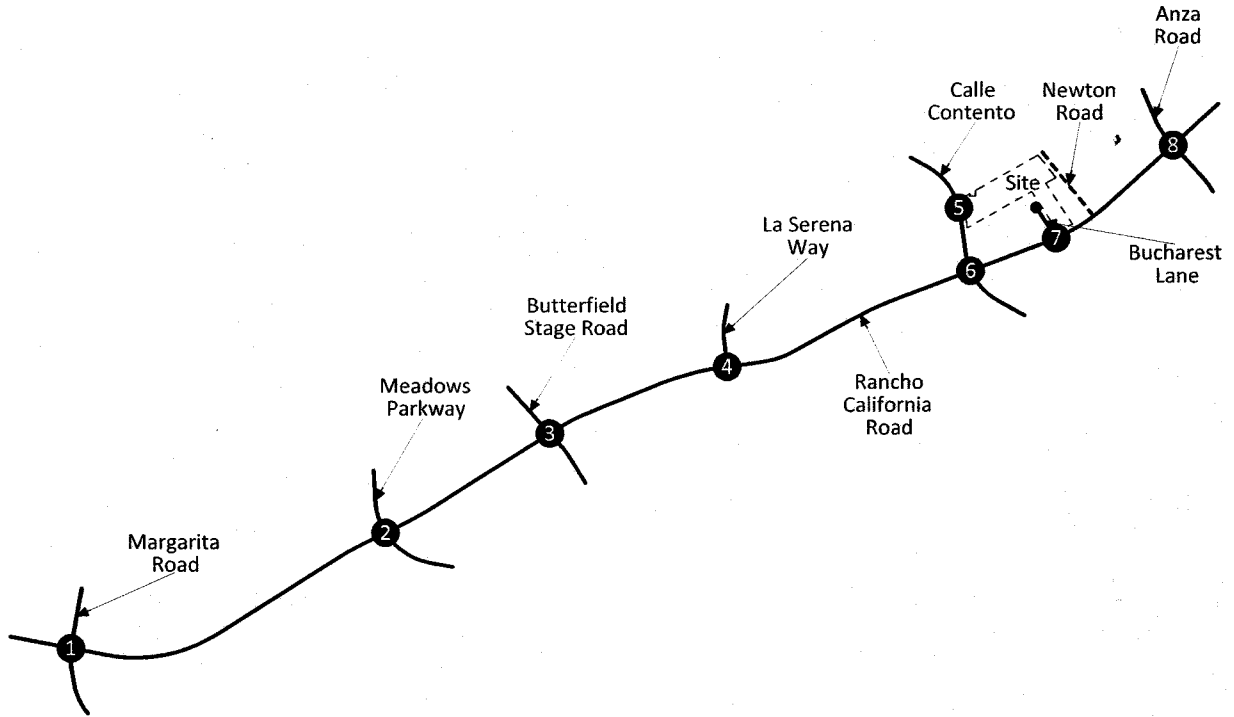 Anza
Road
Calle
Contento
Newton
Road
8
Site
5
7
La Serena
Way
Bucharest
Lane
6
Butterfield
Stage Road
4
Meadows
Parkway
Rancho
California
Road
3
2
Margarita
Road
1